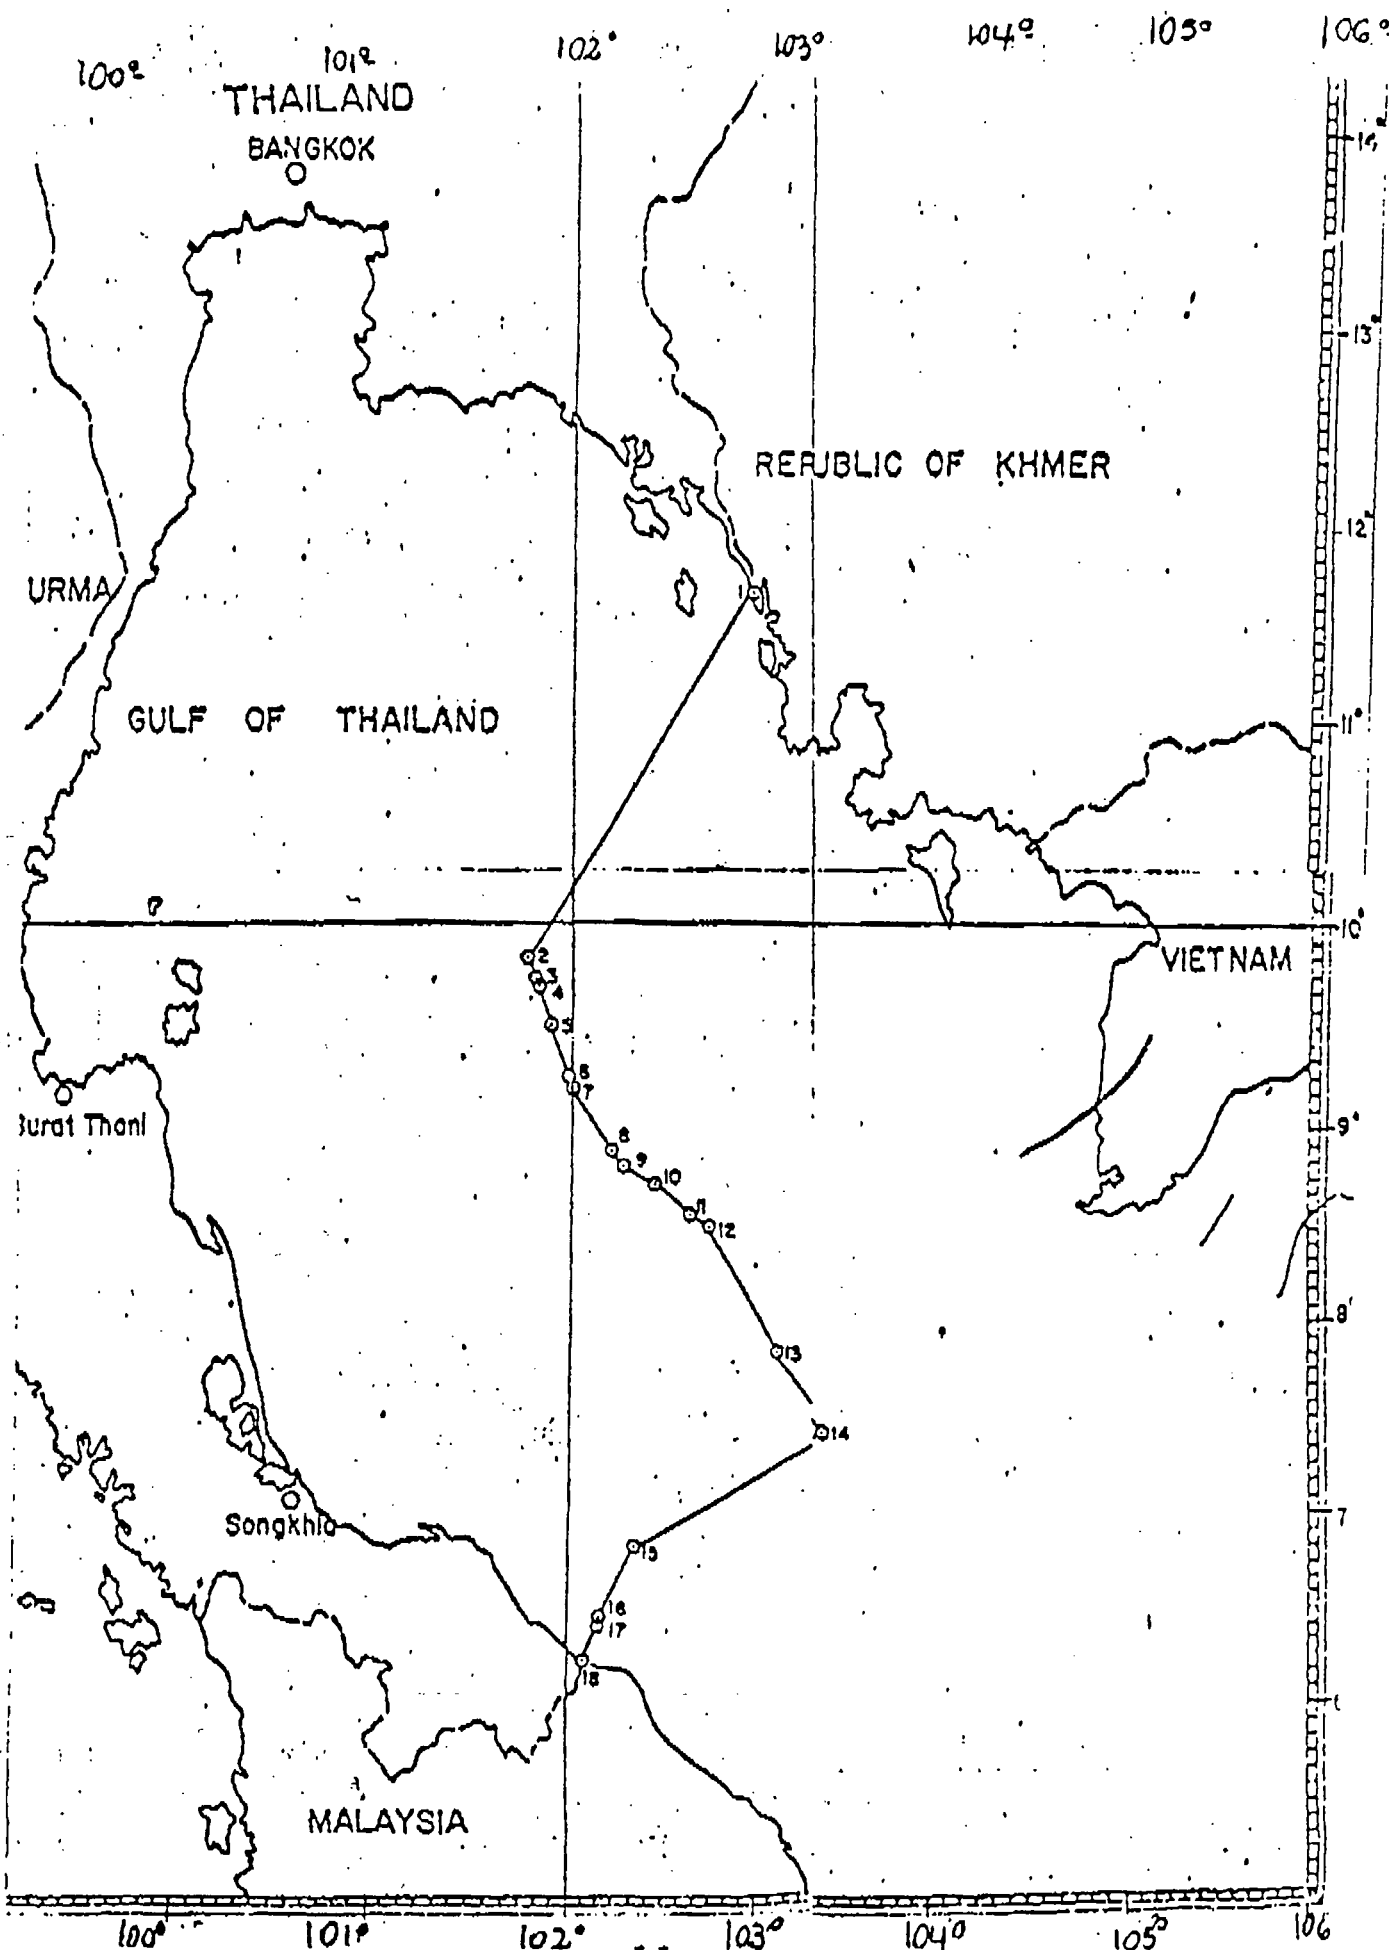 100° 101° 102° 103° 104° 105° 106°
THAILAND
BANGKOK
13°
REPUBLIC OF KHMER
12°
URMA
1
GULF OF THAILAND
11°
2
10°
3
VIETNAM
4
5
6
7
Surat Thani
9°
8
9
10
11
12
8°
13
14
7
Songkhla
15
16
17
18
MALAYSIA
100° 101° 102° 103° 104° 105° 106